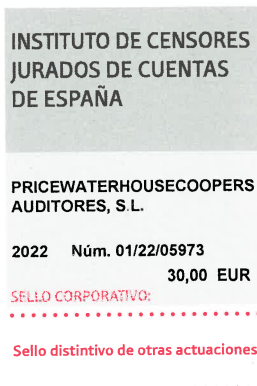 INSTITUTO DE CENSORES
JURADOS DE CUENTAS
DE ESPAÑA
PRICEWATERHOUSECOOPERS
AUDITORES, S.L.
2022 Núm. 01/22/05973
30,00 EUR
SELLO CORPORATIVO:
Sello distintivo de otras actuaciones